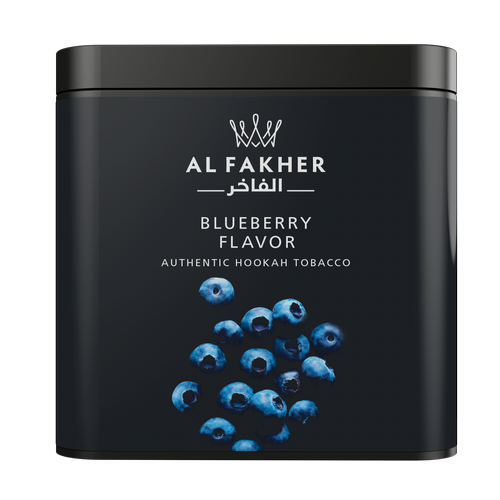 AL FAKHER
الفاخر
BLUEBERRY
FLAVOR
AUTHENTIC HOOKAH TOBACCO